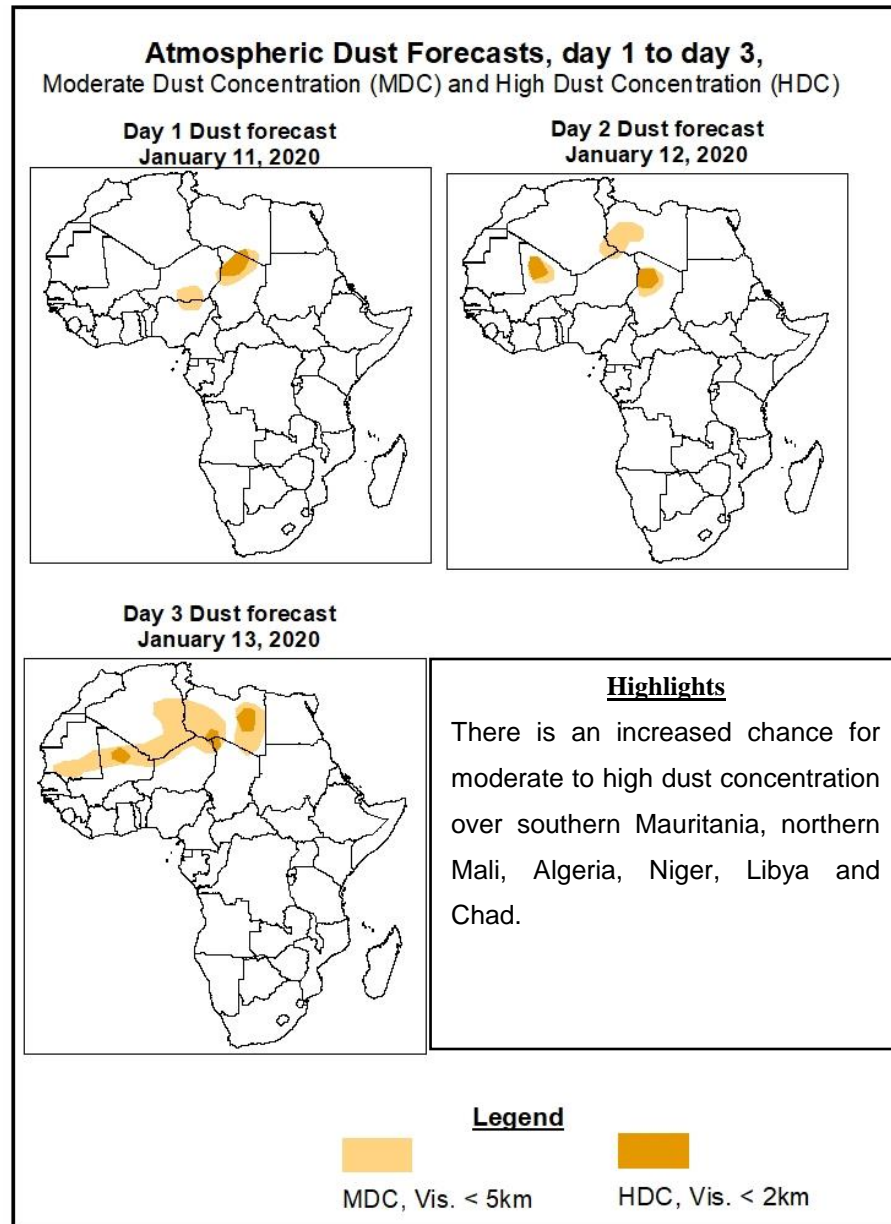 Atmospheric Dust Forecasts, day 1 to day 3,
Moderate Dust Concentration (MDC) and High Dust Concentration (HDC)
Day 1 Dust forecast
January 11, 2020
Day 2 Dust forecast
January 12, 2020
Day 3 Dust forecast
January 13, 2020
Highlights
There is an increased chance for
moderate to high dust concentration
over southern Mauritania, northern
Mali, Algeria, Niger, Libya and
Chad.
Legend
MDC, Vis. < 5km
HDC, Vis. < 2km